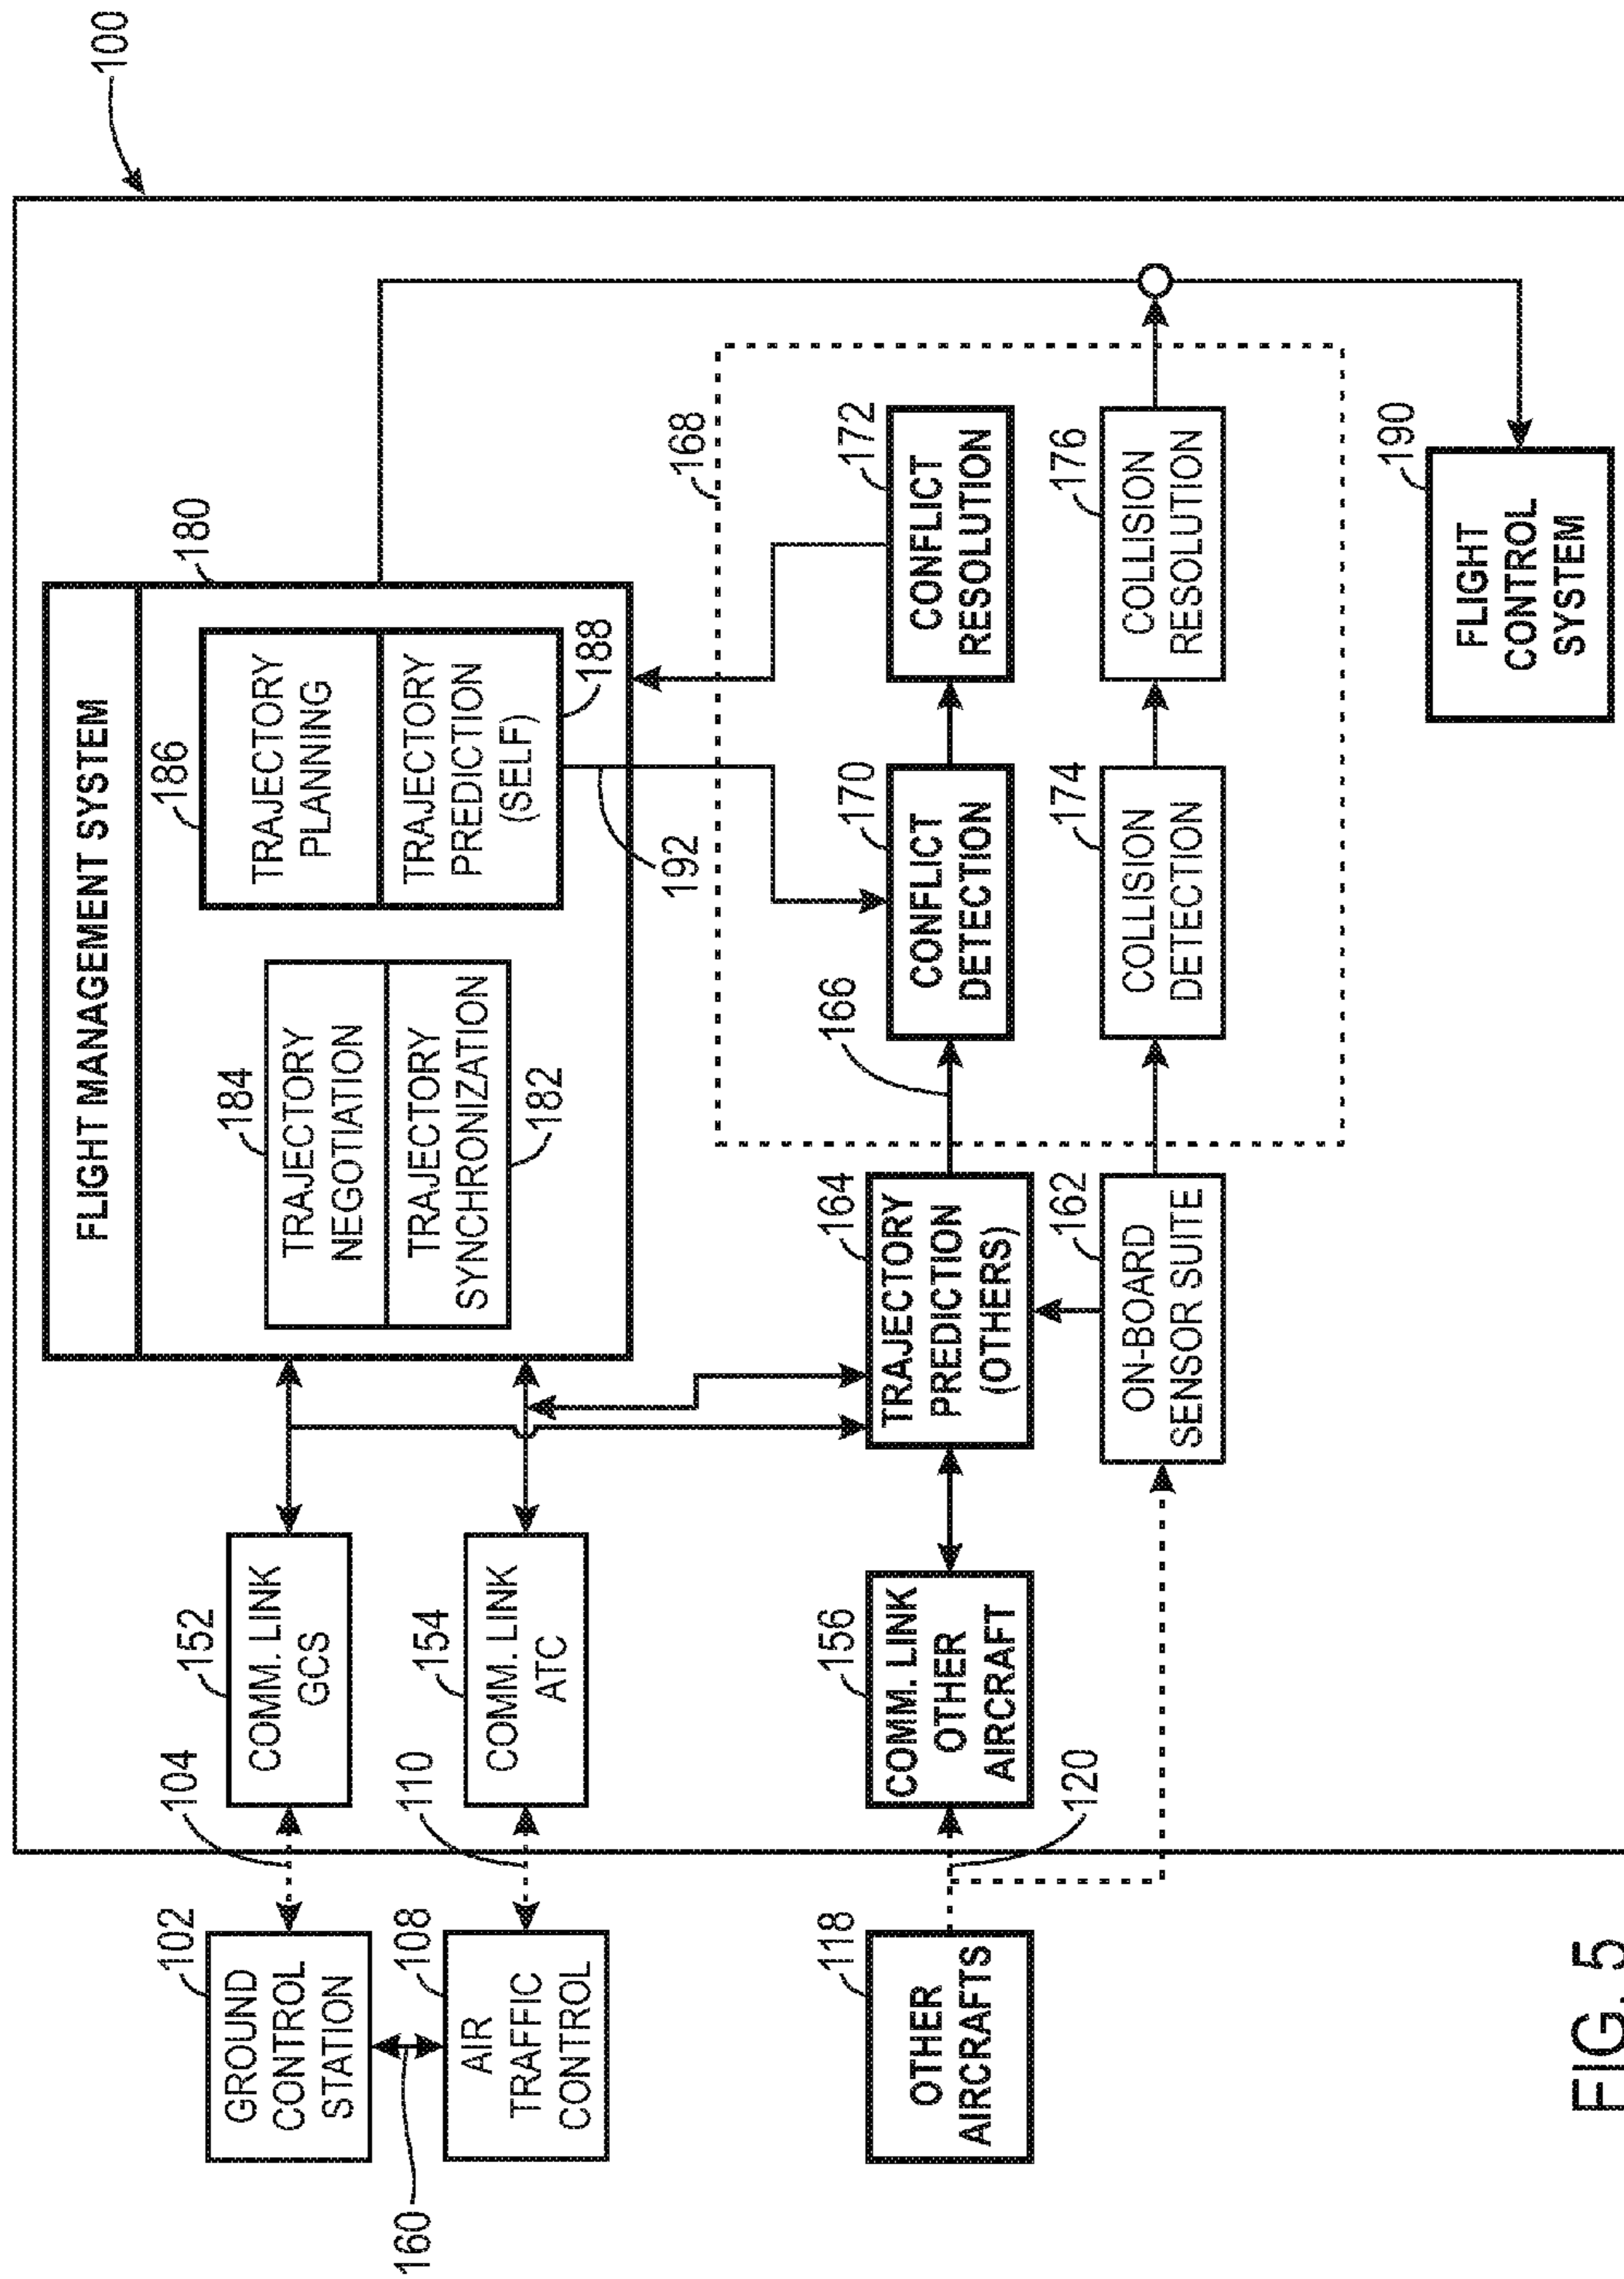 100
FLIGHT MANAGEMENT SYSTEM
180
184
TRAJECTORY
NEGOTIATION
TRAJECTORY
SYNCHRONIZATION
182
186
TRAJECTORY
PLANNING
TRAJECTORY
PREDICTION
(SELF)
188
192
102
GROUND
CONTROL
STATION
104
152
COMM. LINK
GCS
160
108
AIR
TRAFFIC
CONTROL
110
154
COMM. LINK
ATC
118
OTHER
AIRCRAFTS
120
156
COMM. LINK
OTHER
AIRCRAFT
164
TRAJECTORY
PREDICTION
(OTHERS)
166
168
170
CONFLICT
DETECTION
172
CONFLICT
RESOLUTION
162
ON-BOARD
SENSOR SUITE
174
COLLISION
DETECTION
176
COLLISION
RESOLUTION
190
FLIGHT
CONTROL
SYSTEM
FIG. 5